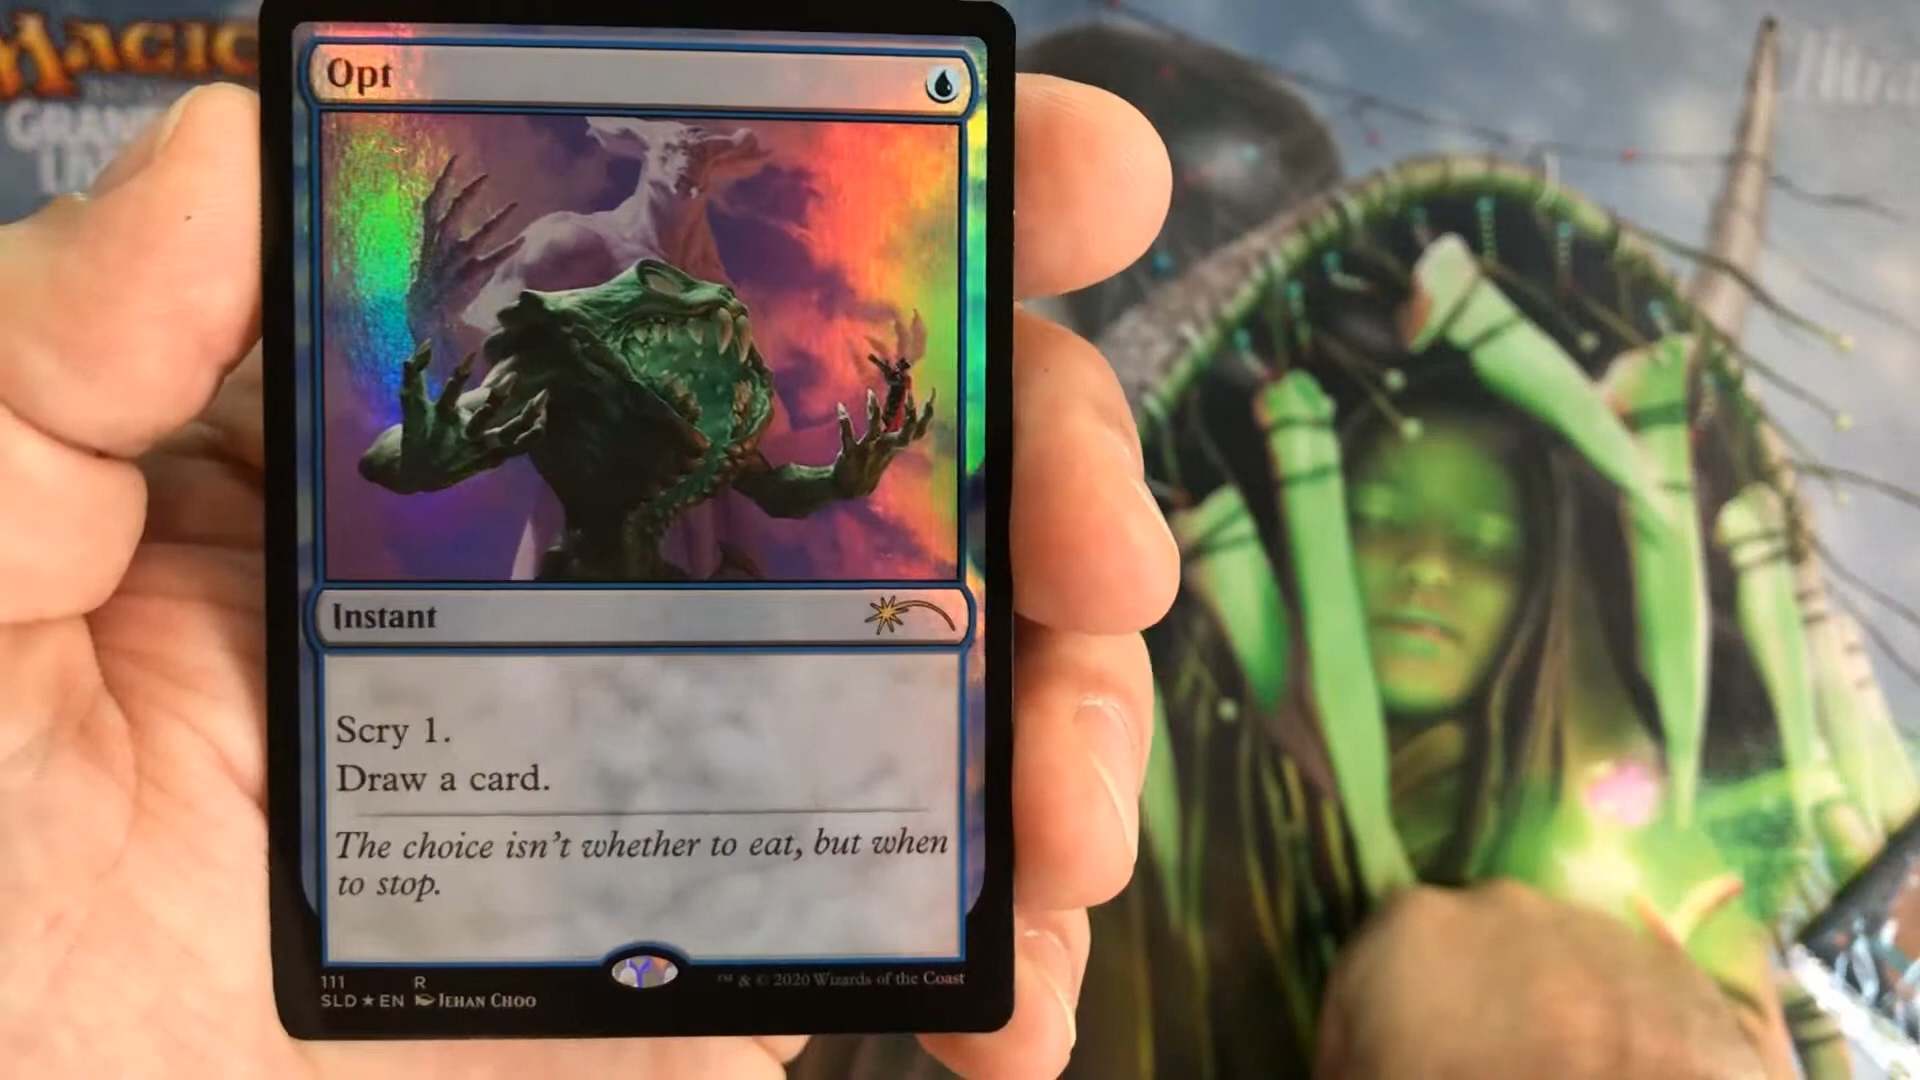 Magic
Opt
Instant
Scry 1.
Draw a card.
The choice isn't whether to eat, but when
to stop.
111 R
SLD ★ EN Jehan Choo
™ & © 2020 Wizards of the Coast